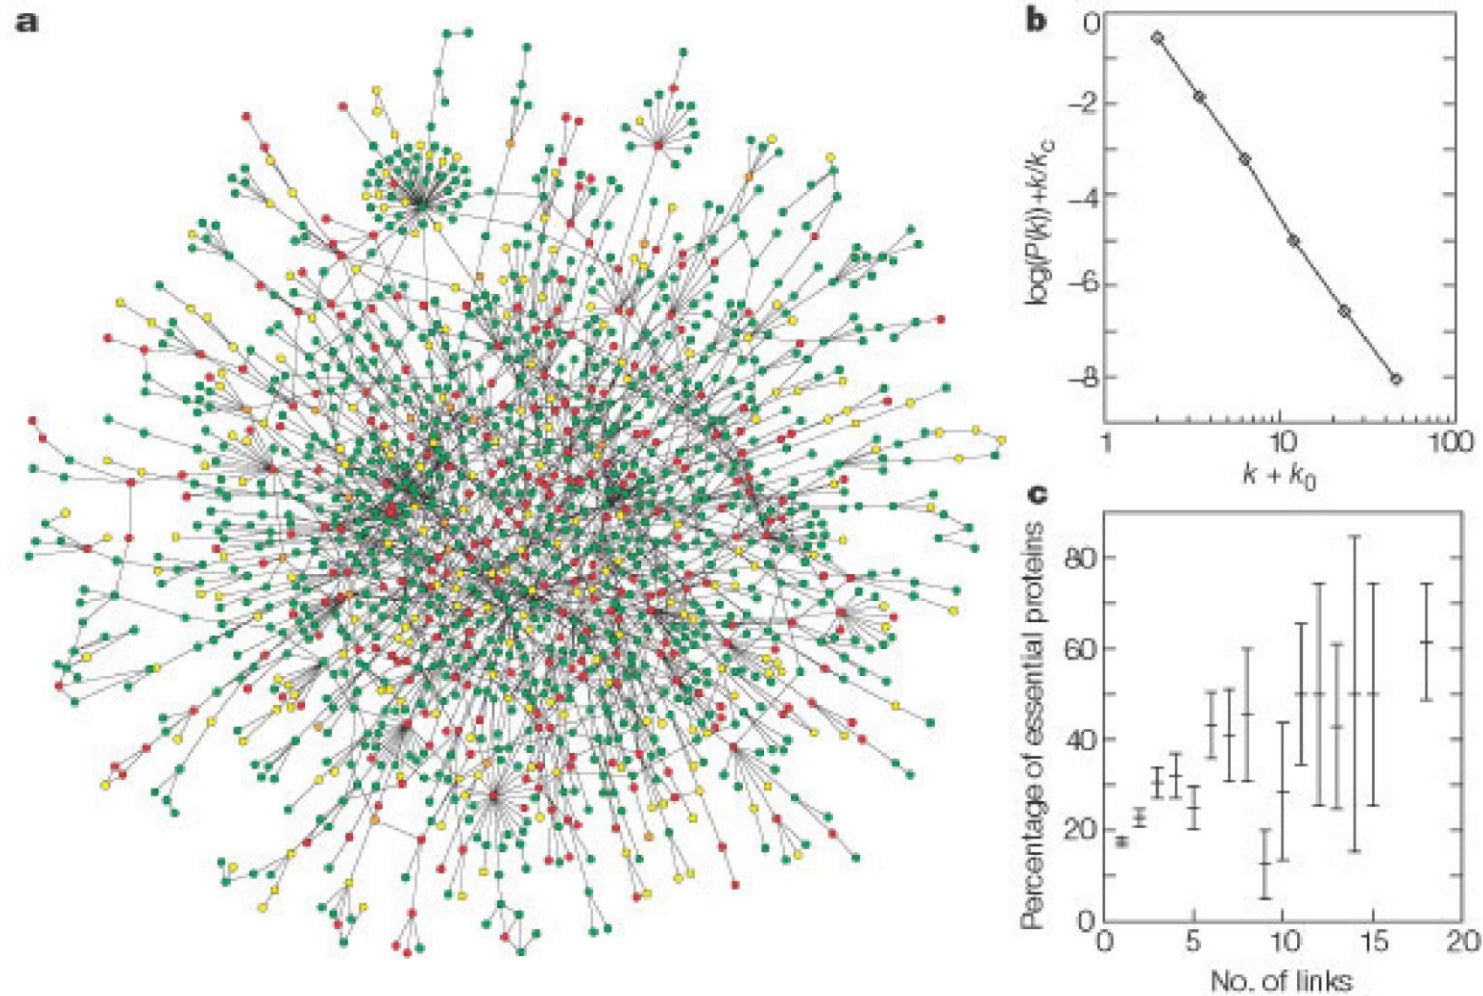 a
b
0
–2
–4
–6
–8
log(P(k))+k/kc
1
10
100
k + k0
c
80
60
40
20
0
Percentage of essential proteins
0
5
10
15
20
No. of links